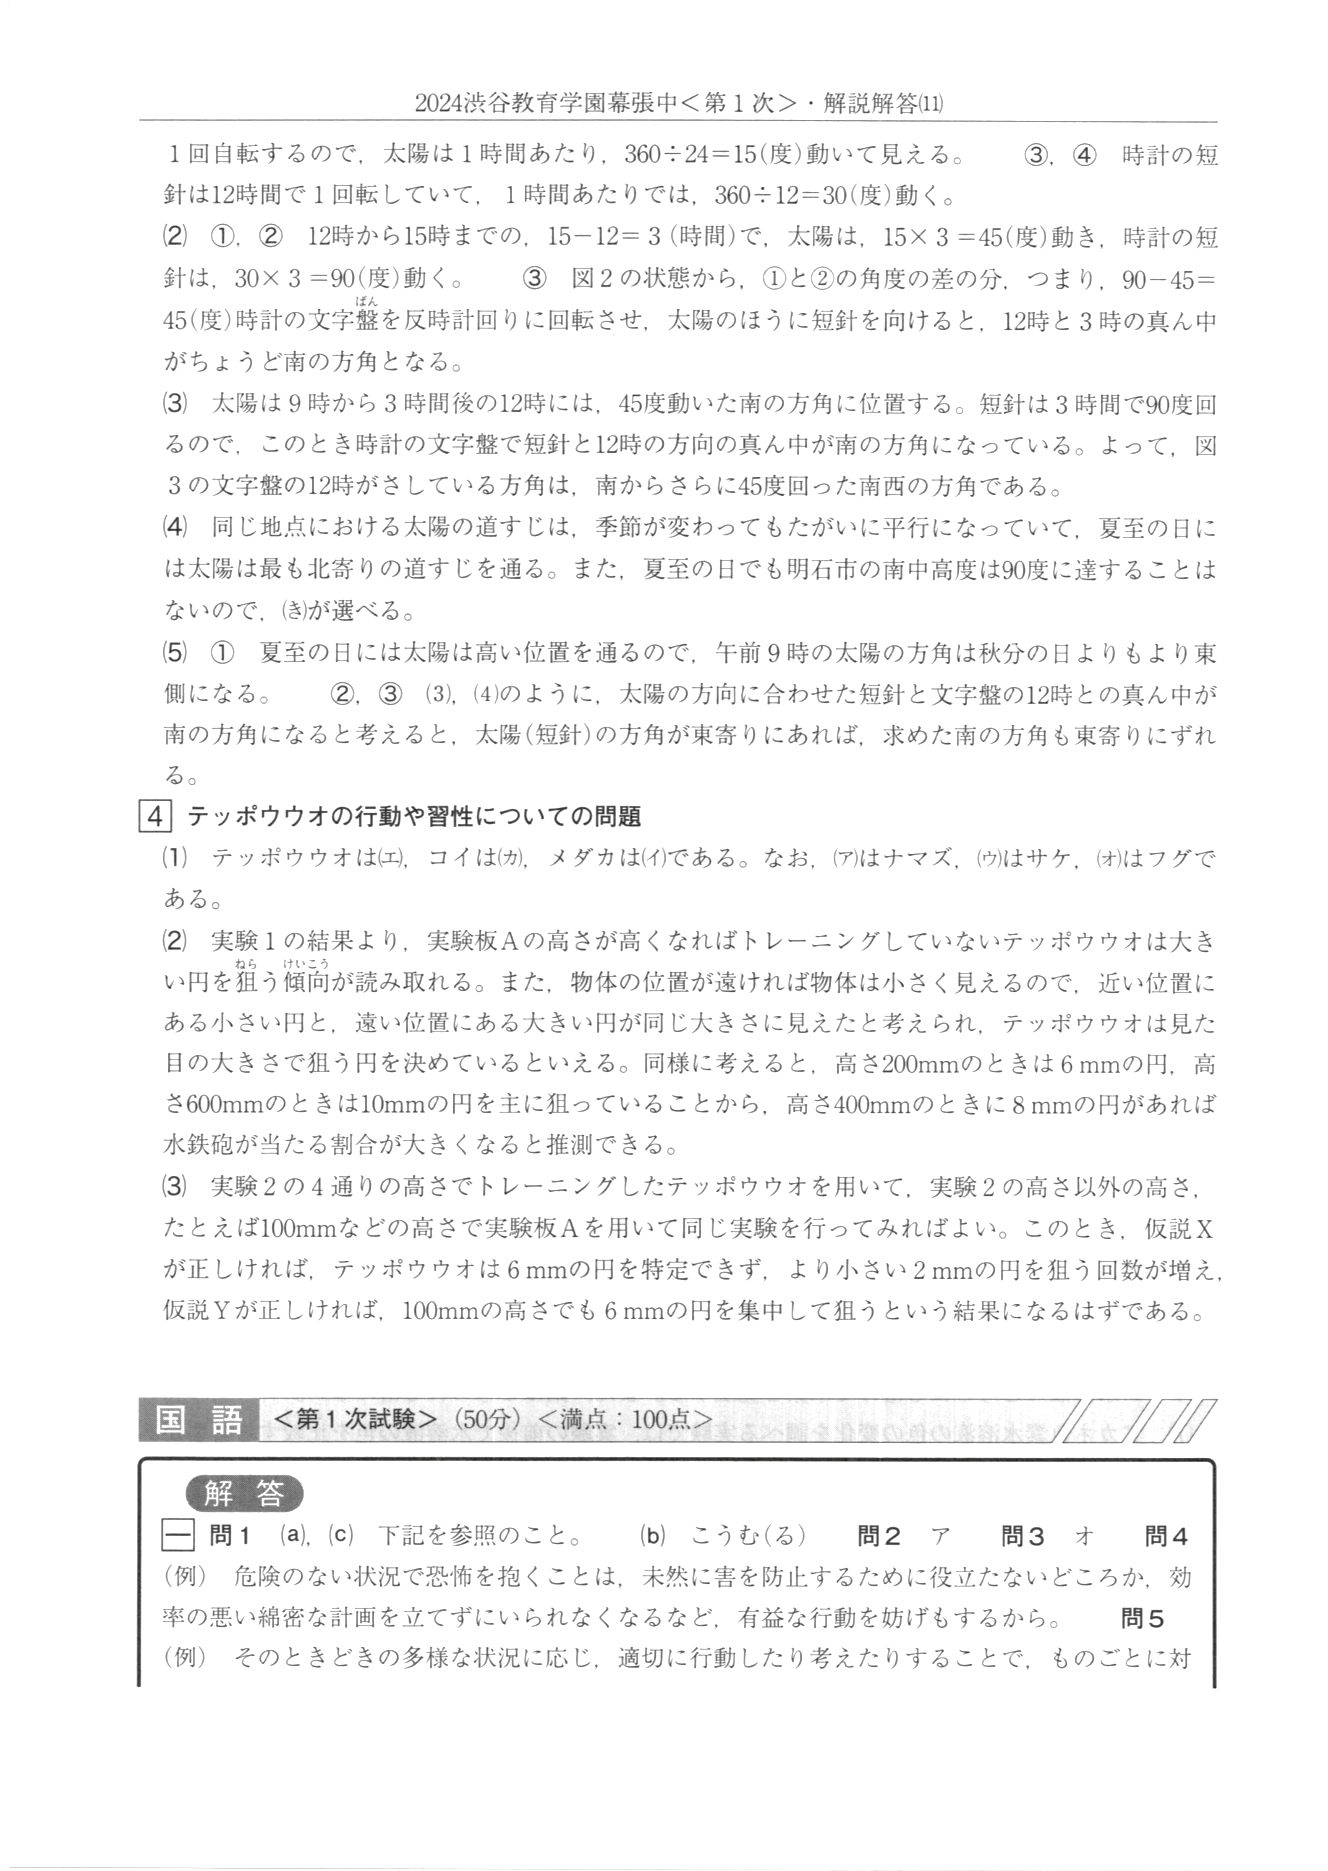 2024渋谷教育学園幕張中＜第１次＞・解説解答⑾
１回自転するので，太陽は１時間あたり，360÷24＝15(度)動いて見える。　③，④　時計の短
針は12時間で１回転していて，１時間あたりでは，360÷12＝30(度)動く。
⑵　①，②　12時から15時までの，15－12＝３(時間)で，太陽は，15×３＝45(度)動き，時計の短
針は，30×３＝90(度)動く。　③　図２の状態から，①と②の角度の差の分，つまり，90－45＝
ばん
45(度)時計の文字盤を反時計回りに回転させ，太陽のほうに短針を向けると，12時と３時の真ん中
がちょうど南の方角となる。
⑶　太陽は９時から３時間後の12時には，45度動いた南の方角に位置する。短針は３時間で90度回
るので，このとき時計の文字盤で短針と12時の方向の真ん中が南の方角になっている。よって，図
３の文字盤の12時がさしている方角は，南からさらに45度回った南西の方角である。
⑷　同じ地点における太陽の道すじは，季節が変わってもたがいに平行になっていて，夏至の日に
は太陽は最も北寄りの道すじを通る。また，夏至の日でも明石市の南中高度は90度に達することは
ないので，(き)が選べる。
⑸　①　夏至の日には太陽は高い位置を通るので，午前９時の太陽の方角は秋分の日よりもより東
側になる。　②，③　⑶，⑷のように，太陽の方向に合わせた短針と文字盤の12時との真ん中が
南の方角になると考えると，太陽(短針)の方角が東寄りにあれば，求めた南の方角も東寄りにずれ
る。
4　テッポウウオの行動や習性についての問題
⑴　テッポウウオは(エ)，コイは(カ)，メダカは(イ)である。なお，(ア)はナマズ，(ウ)はサケ，(オ)はフグで
ある。
⑵　実験１の結果より，実験板Ａの高さが高くなればトレーニングしていないテッポウウオは大き
ねら　けいこう
い円を狙う傾向が読み取れる。また，物体の位置が遠ければ物体は小さく見えるので，近い位置に
ある小さい円と，遠い位置にある大きい円が同じ大きさに見えたと考えられ，テッポウウオは見た
目の大きさで狙う円を決めているといえる。同様に考えると，高さ200mmのときは６mmの円，高
さ600mmのときは10mmの円を主に狙っていることから，高さ400mmのときに８mmの円があれば
水鉄砲が当たる割合が大きくなると推測できる。
⑶　実験２の４通りの高さでトレーニングしたテッポウウオを用いて，実験２の高さ以外の高さ，
たとえば100mmなどの高さで実験板Ａを用いて同じ実験を行ってみればよい。このとき，仮説Ｘ
が正しければ，テッポウウオは６mmの円を特定できず，より小さい２mmの円を狙う回数が増え，
仮説Ｙが正しければ，100mmの高さでも６mmの円を集中して狙うという結果になるはずである。
国語　＜第１次試験＞（50分）＜満点：100点＞
解答
一　問１　(a)，(c)　下記を参照のこと。　(b)　こうむ(る)　問２　ア　問３　オ　問４
（例）　危険のない状況で恐怖を抱くことは，未然に害を防止するために役立たないどころか，効
率の悪い綿密な計画を立てずにいられなくなるなど，有益な行動を妨げもするから。　問５
（例）　そのときどきの多様な状況に応じ，適切に行動したり考えたりすることで，ものごとに対